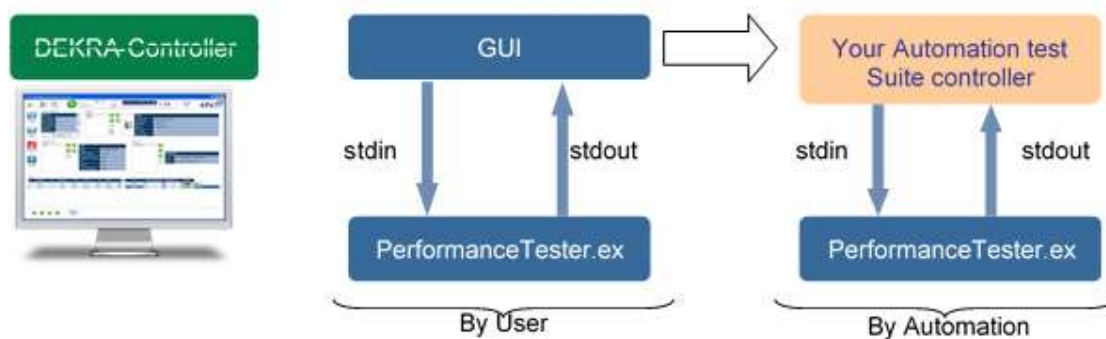 DEKRA-Controller
GUI
Your Automation test
Suite controller
stdin
stdout
stdin
stdout
PerformanceTester.ex
PerformanceTester.ex
By User
By Automation